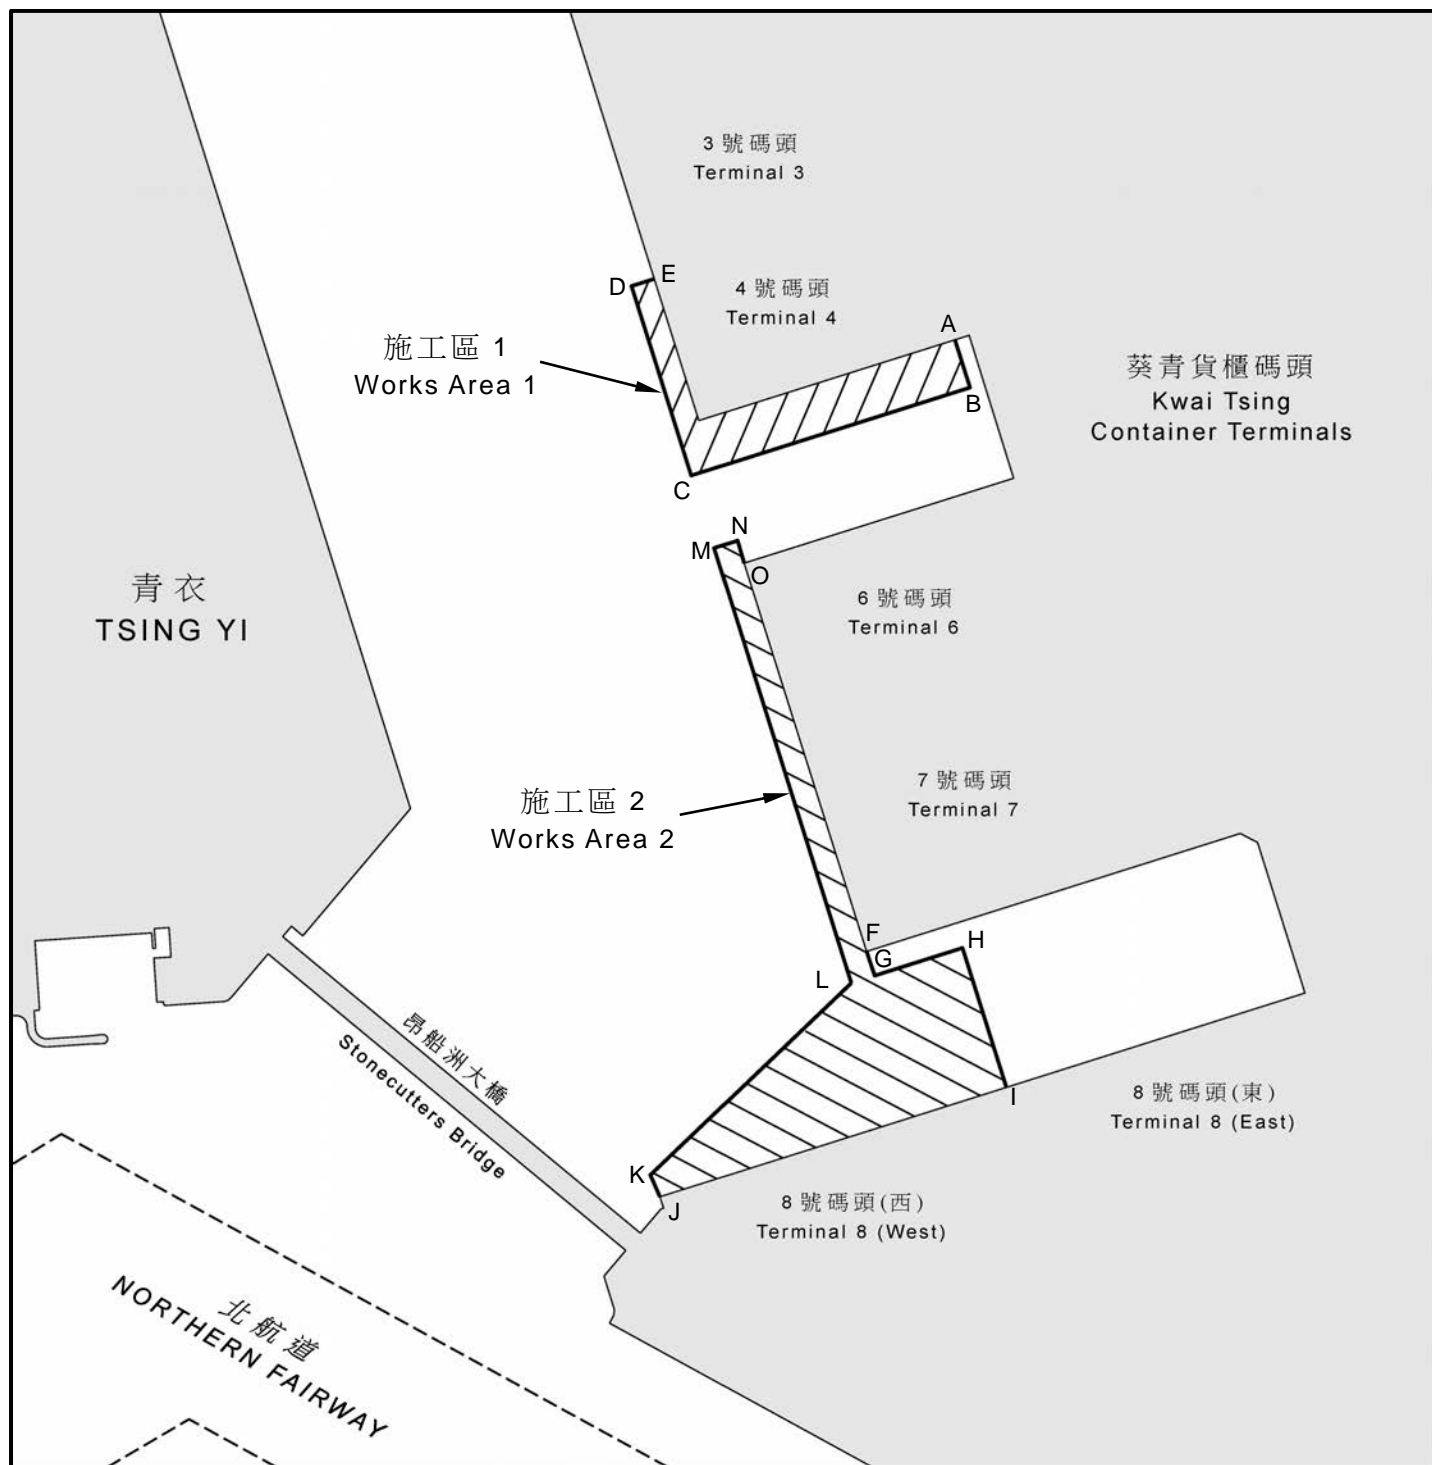 3 號碼頭
Terminal 3
D
E
4 號碼頭
Terminal 4
A
B
C
施工區 1
Works Area 1
葵青貨櫃碼頭
Kwai Tsing
Container Terminals
N
M
O
青衣
TSING YI
6 號碼頭
Terminal 6
7 號碼頭
Terminal 7
施工區 2
Works Area 2
F
G
H
L
I
K
J
昂船洲大橋
Stonecutters Bridge
8 號碼頭(東)
Terminal 8 (East)
8 號碼頭(西)
Terminal 8 (West)
北航道
NORTHERN FAIRWAY